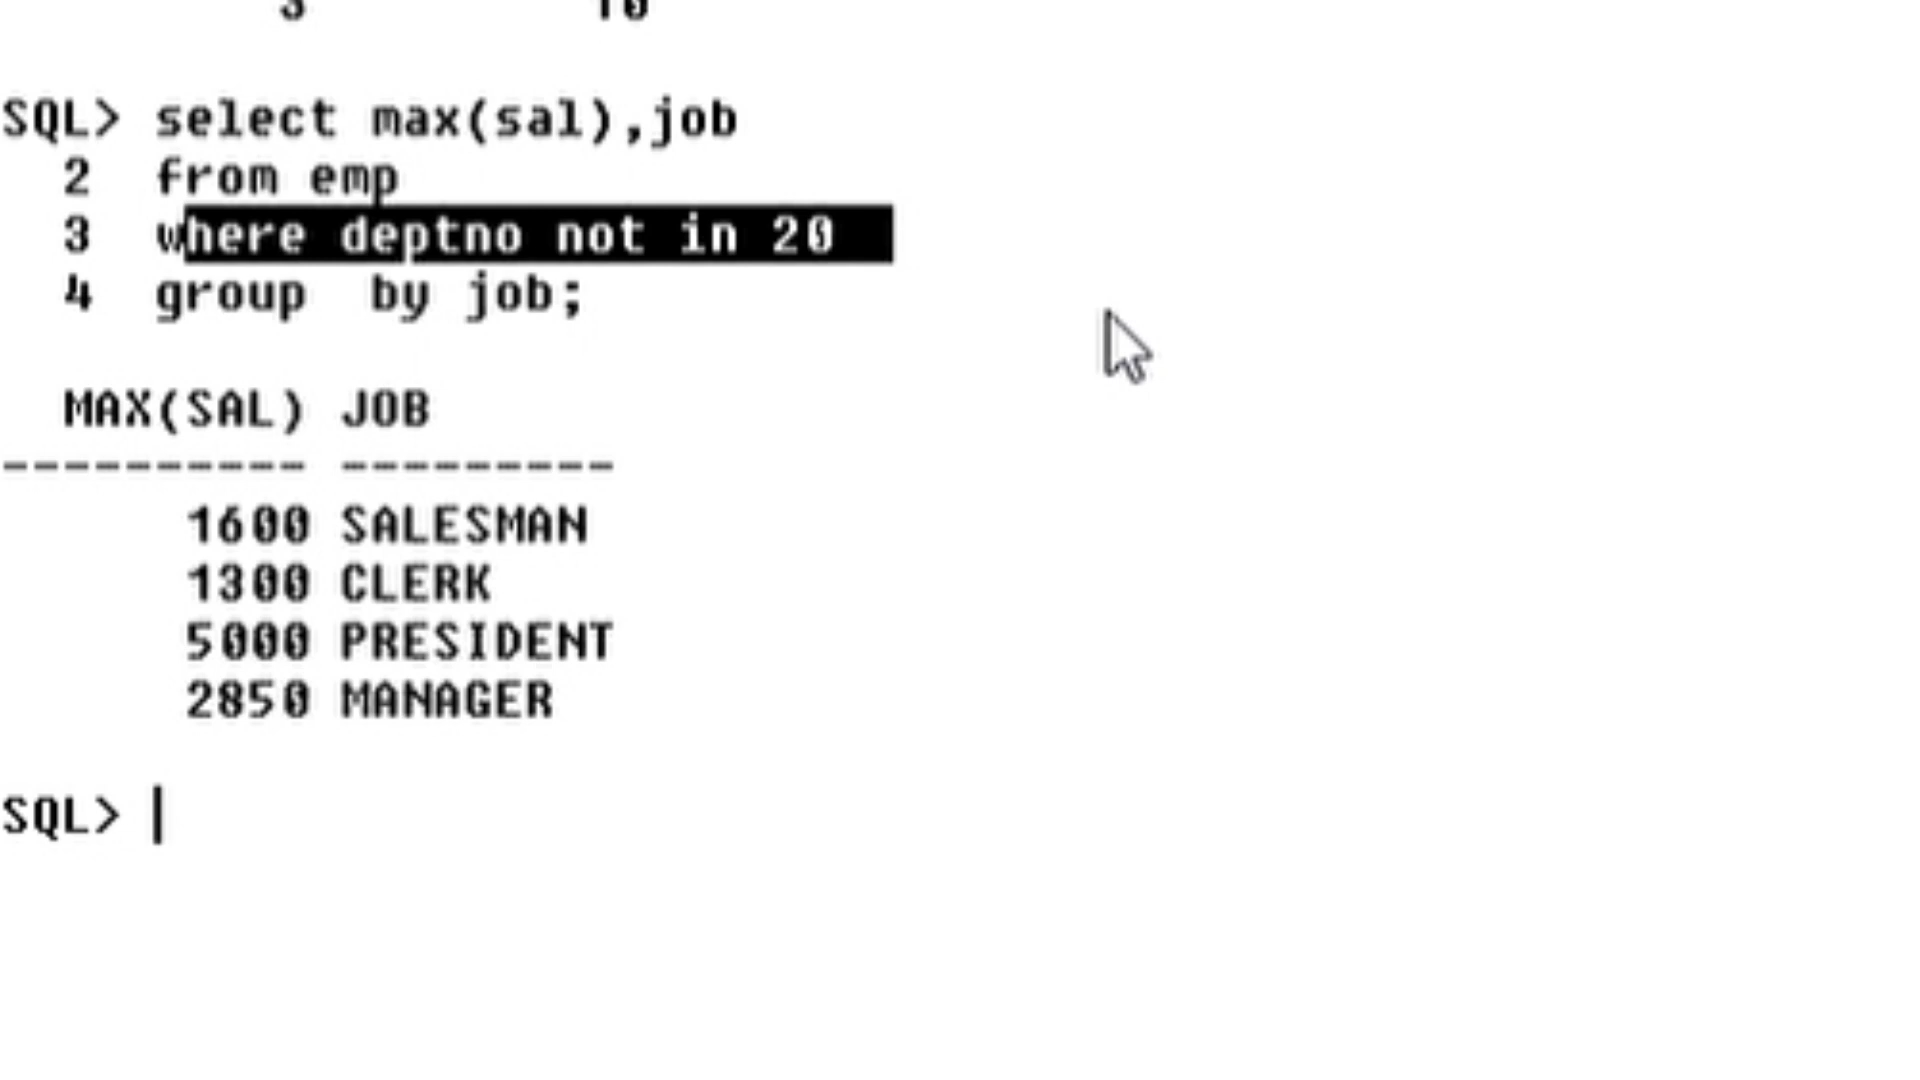 SQL> select max(sal),job
2 from emp
3 where deptno not in 20
4 group  by job;
MAX(SAL) JOB
---------- ---------
1600 SALESMAN
1300 CLERK
5000 PRESIDENT
2850 MANAGER
SQL>